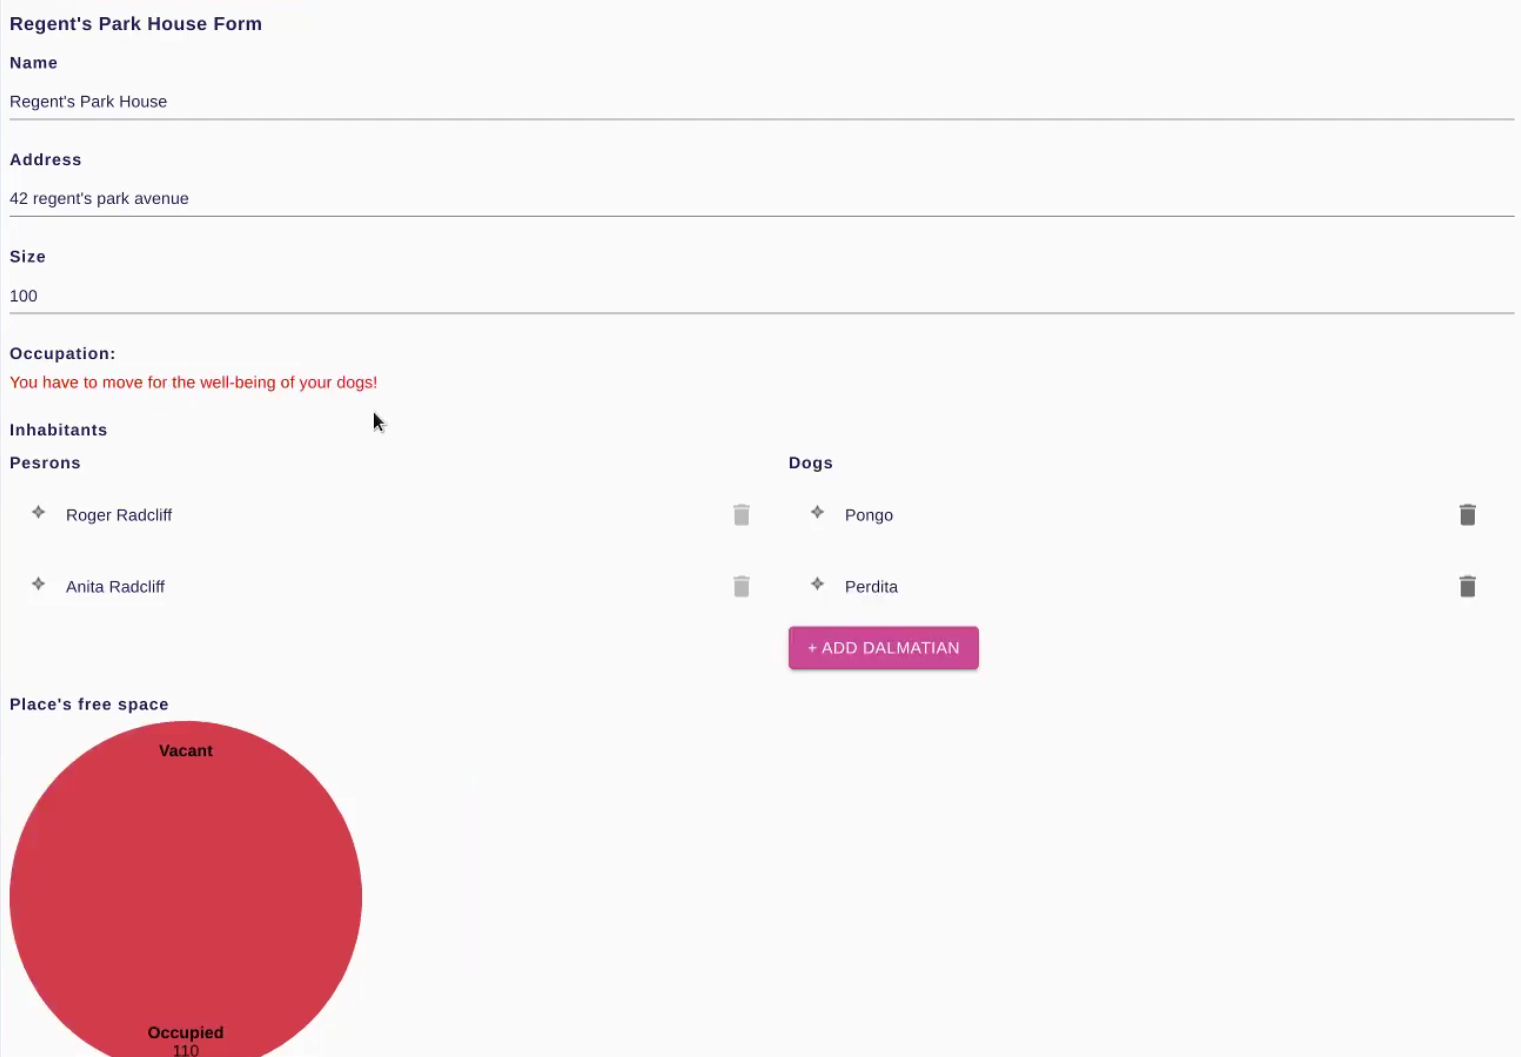 Regent's Park House Form
Name
Regent's Park House
Address
42 regent's park avenue
Size
100
Occupation:
You have to move for the well-being of your dogs!
Inhabitants
Pesrons
Roger Radcliff
Anita Radcliff
Dogs
Pongo
Perdita
+ ADD DALMATIAN
Place's free space
Vacant
Occupied
110